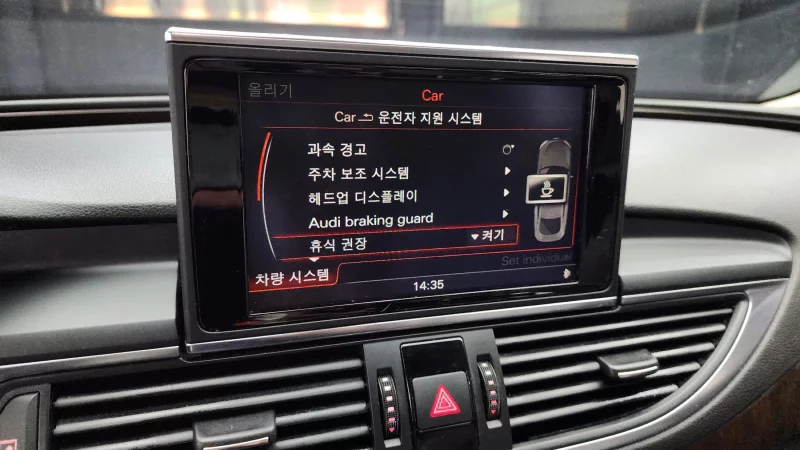 올리기
Car
Car 운전자 지원 시스템
과속 경고
주차 보조 시스템
헤드업 디스플레이
Audi braking guard
휴식 권장 켜기
Set individual
차량 시스템
14:35